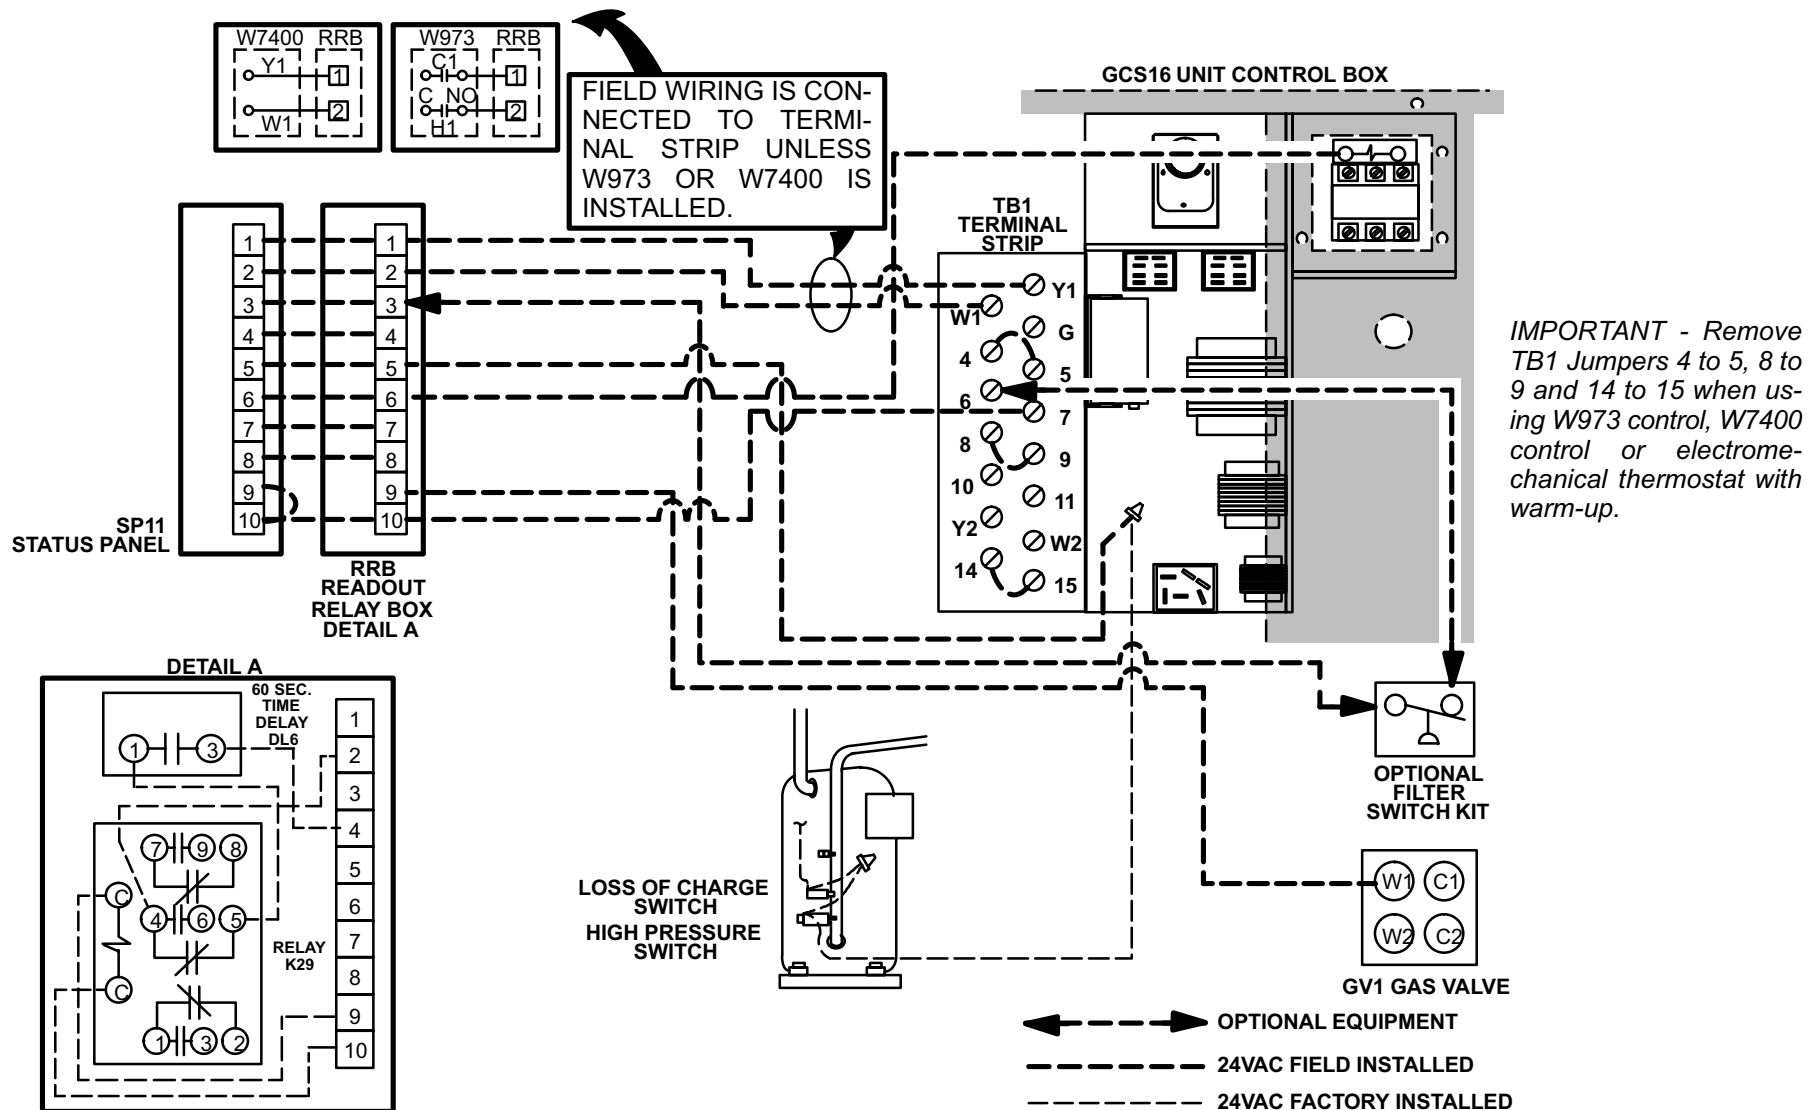 W7400 RRB
Y1
1
2
W1
W973 RRB
C1
1
C NO
2
H1
FIELD WIRING IS CON-
NECTED TO TERMI-
NAL STRIP UNLESS
W973 OR W7400 IS
INSTALLED.
GCS16 UNIT CONTROL BOX
TB1
TERMINAL
STRIP
Y1
W1
G
4
5
6
7
8
9
10
11
Y2
W2
14
15
IMPORTANT - Remove
TB1 Jumpers 4 to 5, 8 to
9 and 14 to 15 when us-
ing W973 control, W7400
control or electrome-
chanical thermostat with
warm-up.
1
2
3
4
5
6
7
8
9
10
SP11
STATUS PANEL
1
2
3
4
5
6
7
8
9
10
RRB
READOUT
RELAY BOX
DETAIL A
DETAIL A
60 SEC.
TIME
DELAY
DL6
1 3
7 9 8
C
4 6 5
RELAY
K29
C
1 3 2
1
2
3
4
5
6
7
8
9
10
LOSS OF CHARGE
SWITCH
HIGH PRESSURE
SWITCH
OPTIONAL
FILTER
SWITCH KIT
W1 C1
W2 C2
GV1 GAS VALVE
OPTIONAL EQUIPMENT
24VAC FIELD INSTALLED
24VAC FACTORY INSTALLED